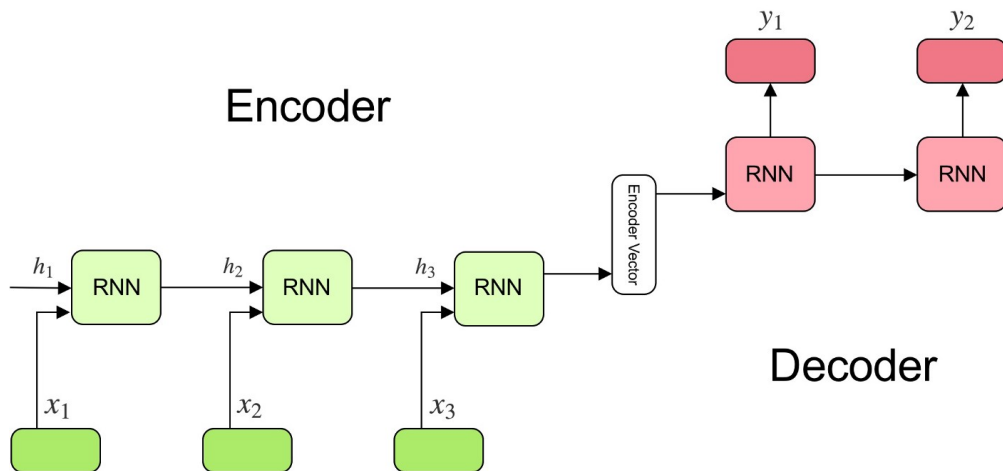 y₁
y₂
Encoder
RNN
RNN
Encoder Vector
h₁
RNN
h₂
RNN
h₃
RNN
Decoder
x₁
x₂
x₃